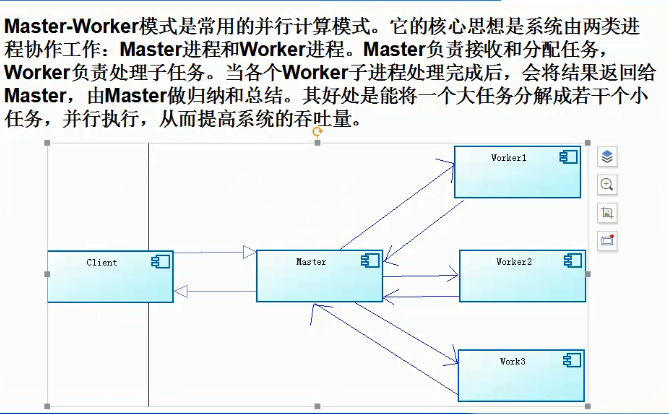 Master-Worker模式是常用的并行计算模式。它的核心思想是系统由两类进
程协作工作：Master进程和Worker进程。Master负责接收和分配任务，
Worker负责处理子任务。当各个Worker子进程处理完成后，会将结果返回给
Master，由Master做归纳和总结。其好处是能将一个大任务分解成若干个小
任务，并行执行，从而提高系统的吞吐量。
Worker1
Client
Master
Worker2
Work3